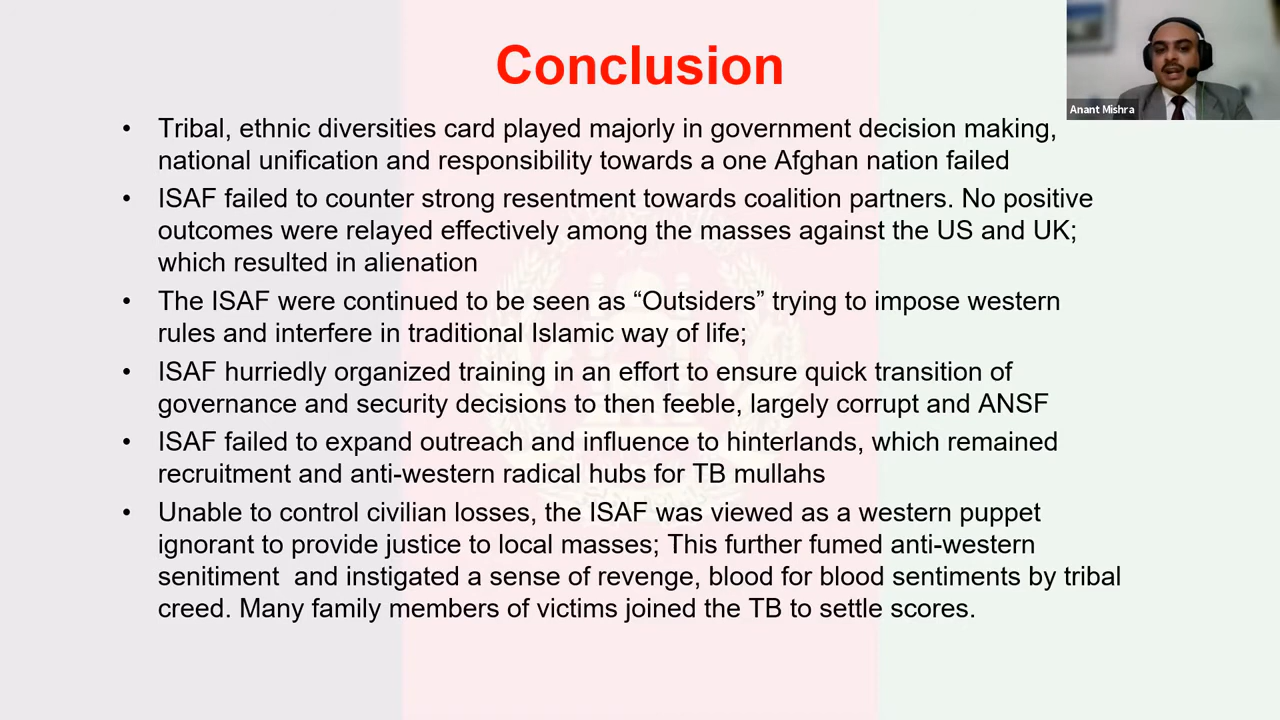 Conclusion
Anant Mishra
• Tribal, ethnic diversities card played majorly in government decision making,
national unification and responsibility towards a one Afghan nation failed
• ISAF failed to counter strong resentment towards coalition partners. No positive
outcomes were relayed effectively among the masses against the US and UK;
which resulted in alienation
• The ISAF were continued to be seen as “Outsiders” trying to impose western
rules and interfere in traditional Islamic way of life;
• ISAF hurriedly organized training in an effort to ensure quick transition of
governance and security decisions to then feeble, largely corrupt and ANSF
• ISAF failed to expand outreach and influence to hinterlands, which remained
recruitment and anti-western radical hubs for TB mullahs
• Unable to control civilian losses, the ISAF was viewed as a western puppet
ignorant to provide justice to local masses; This further fumed anti-western
senitiment  and instigated a sense of revenge, blood for blood sentiments by tribal
creed. Many family members of victims joined the TB to settle scores.